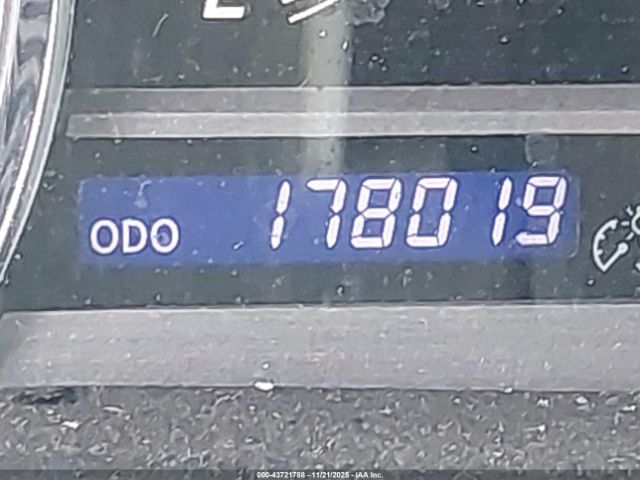 E
ODO 178019
000-43721788 - 11/21/2025 - IAA Inc.